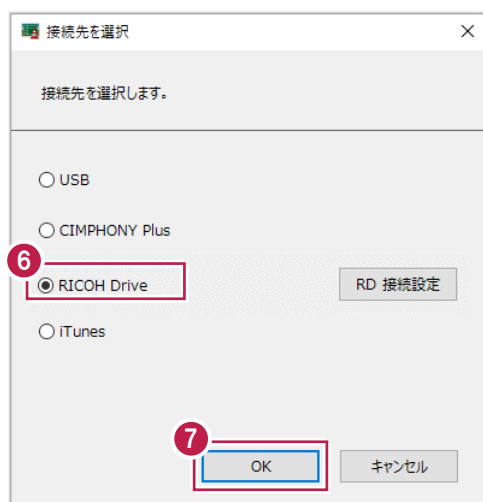 接続先を選択
接続先を選択します。
USB
CIMPHONY Plus
6
RICOH Drive
RD 接続設定
iTunes
7
OK
キャンセル